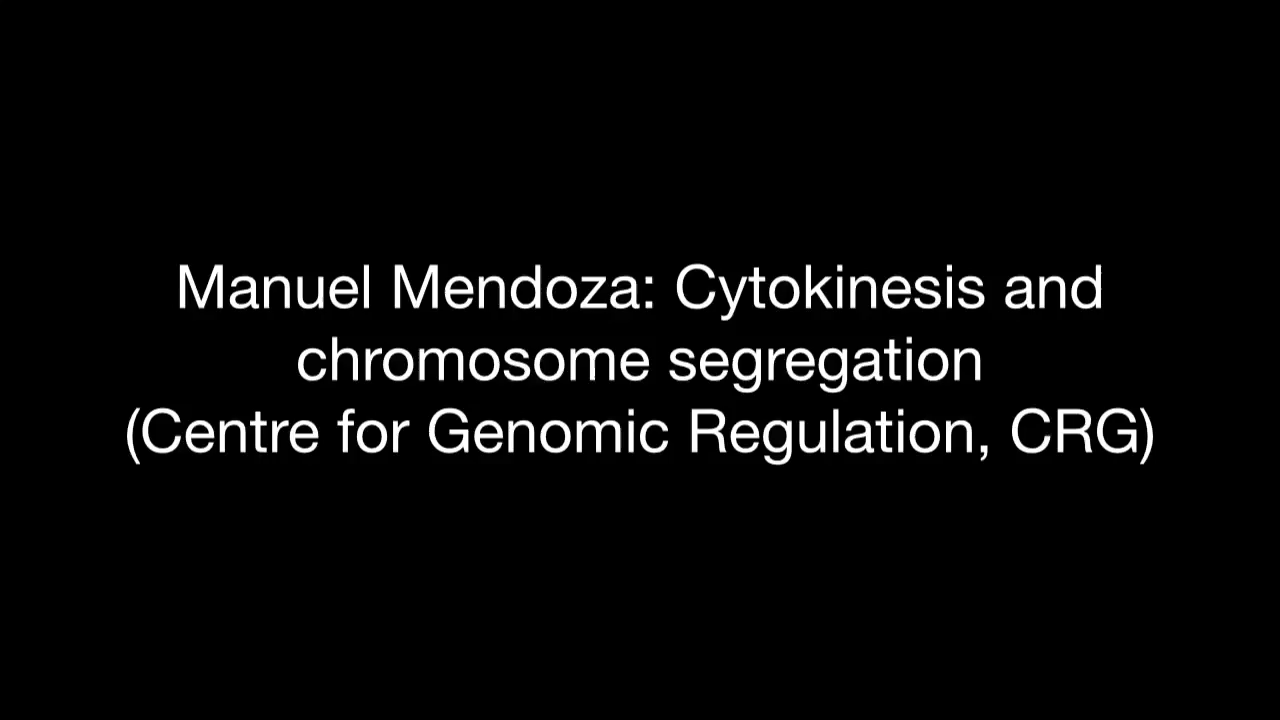 Manuel Mendoza: Cytokinesis and
chromosome segregation
(Centre for Genomic Regulation, CRG)